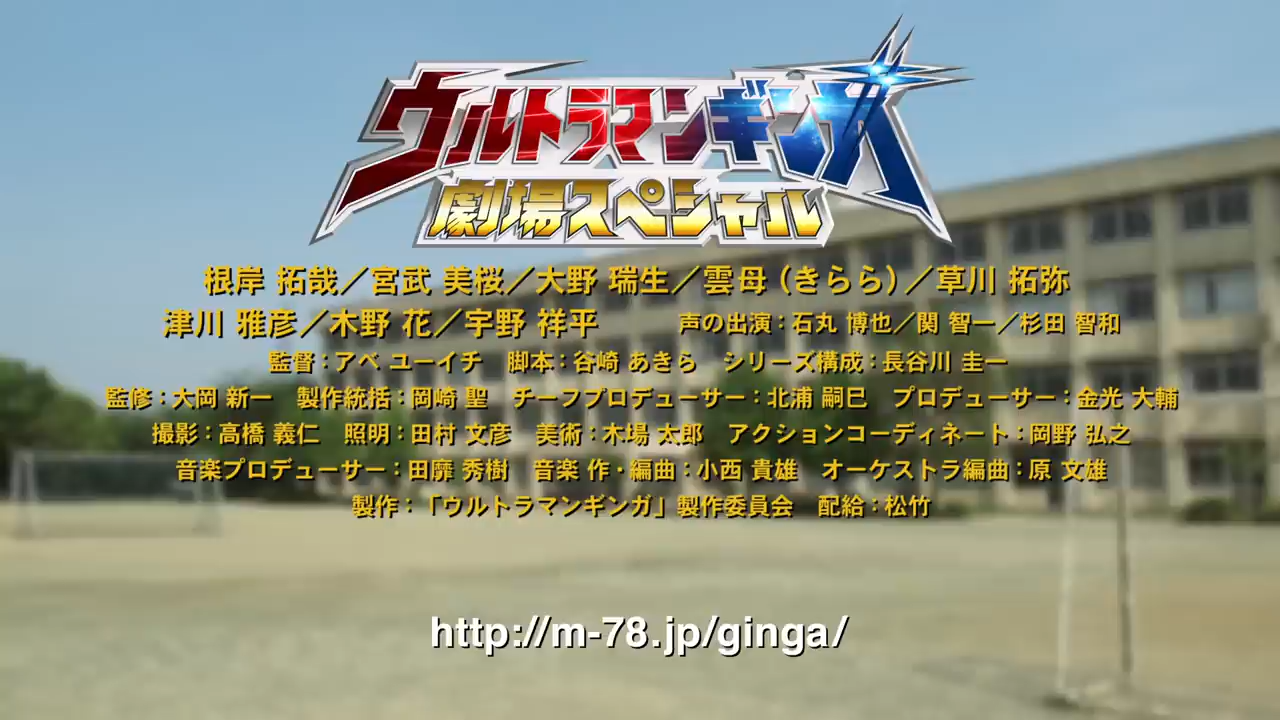 ウルトラマンギンガ
劇場スペシャル
根岸 拓哉／宮武 美桜／大野 瑞生／雲母（きらら）／草川 拓弥
津川 雅彦／木野 花／宇野 祥平　声の出演：石丸 博也／関 智一／杉田 智和
監督：アベ ユーイチ　脚本：谷崎 あきら　シリーズ構成：長谷川 圭一
監修：大岡 新一　製作統括：岡崎 聖　チーフプロデューサー：北浦 嗣巳　プロデューサー：金光 大輔
撮影：高橋 義仁　照明：田村 文彦　美術：木場 太郎　アクションコーディネート：岡野 弘之
音楽プロデューサー：田靡 秀樹　音楽 作・編曲：小西 貴雄　オーケストラ編曲：原 文雄
製作：「ウルトラマンギンガ」製作委員会　配給：松竹
http://m-78.jp/ginga/